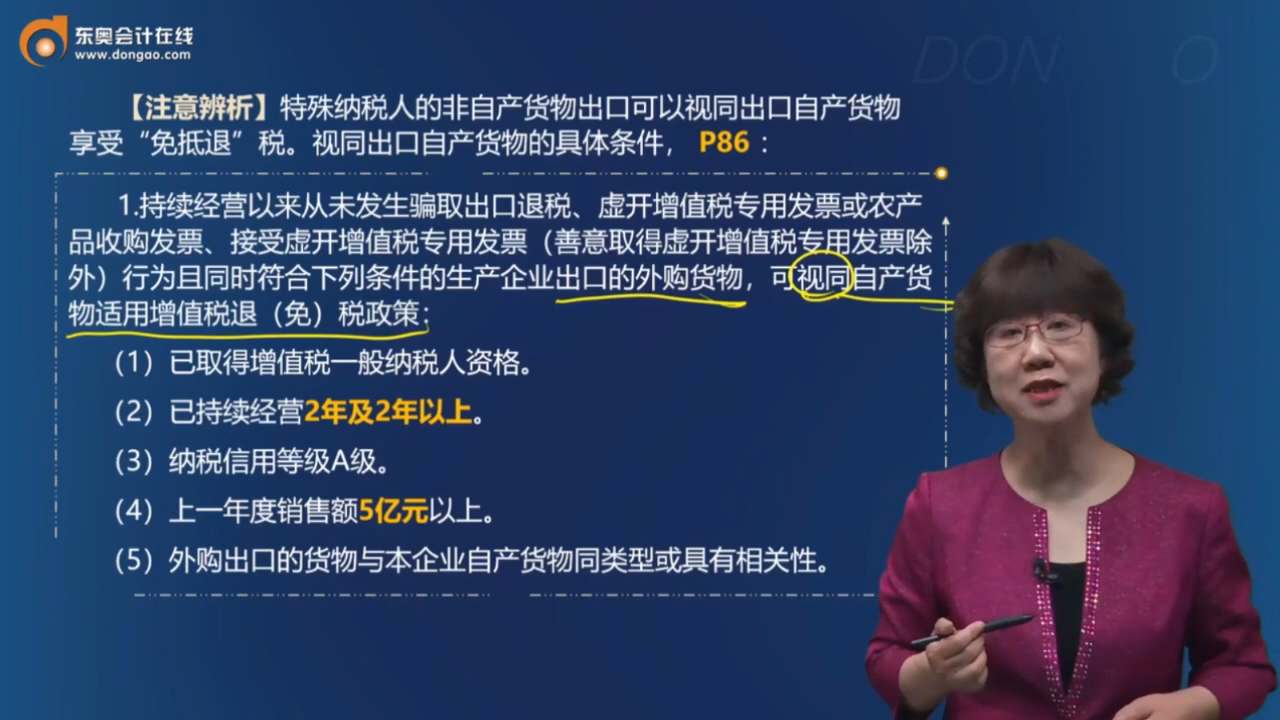 东奥会计在线
www.dongao.com
DON O
【注意辨析】特殊纳税人的非自产货物出口可以视同出口自产货物
享受“免抵退”税。视同出口自产货物的具体条件， P86 ：
1.持续经营以来从未发生骗取出口退税、虚开增值税专用发票或农产
品收购发票、接受虚开增值税专用发票（善意取得虚开增值税专用发票除
外）行为且同时符合下列条件的生产企业出口的外购货物，可视同自产货
物适用增值税退（免）税政策：
（1）已取得增值税一般纳税人资格。
（2）已持续经营2年及2年以上。
（3）纳税信用等级A级。
（4）上一年度销售额5亿元以上。
（5）外购出口的货物与本企业自产货物同类型或具有相关性。